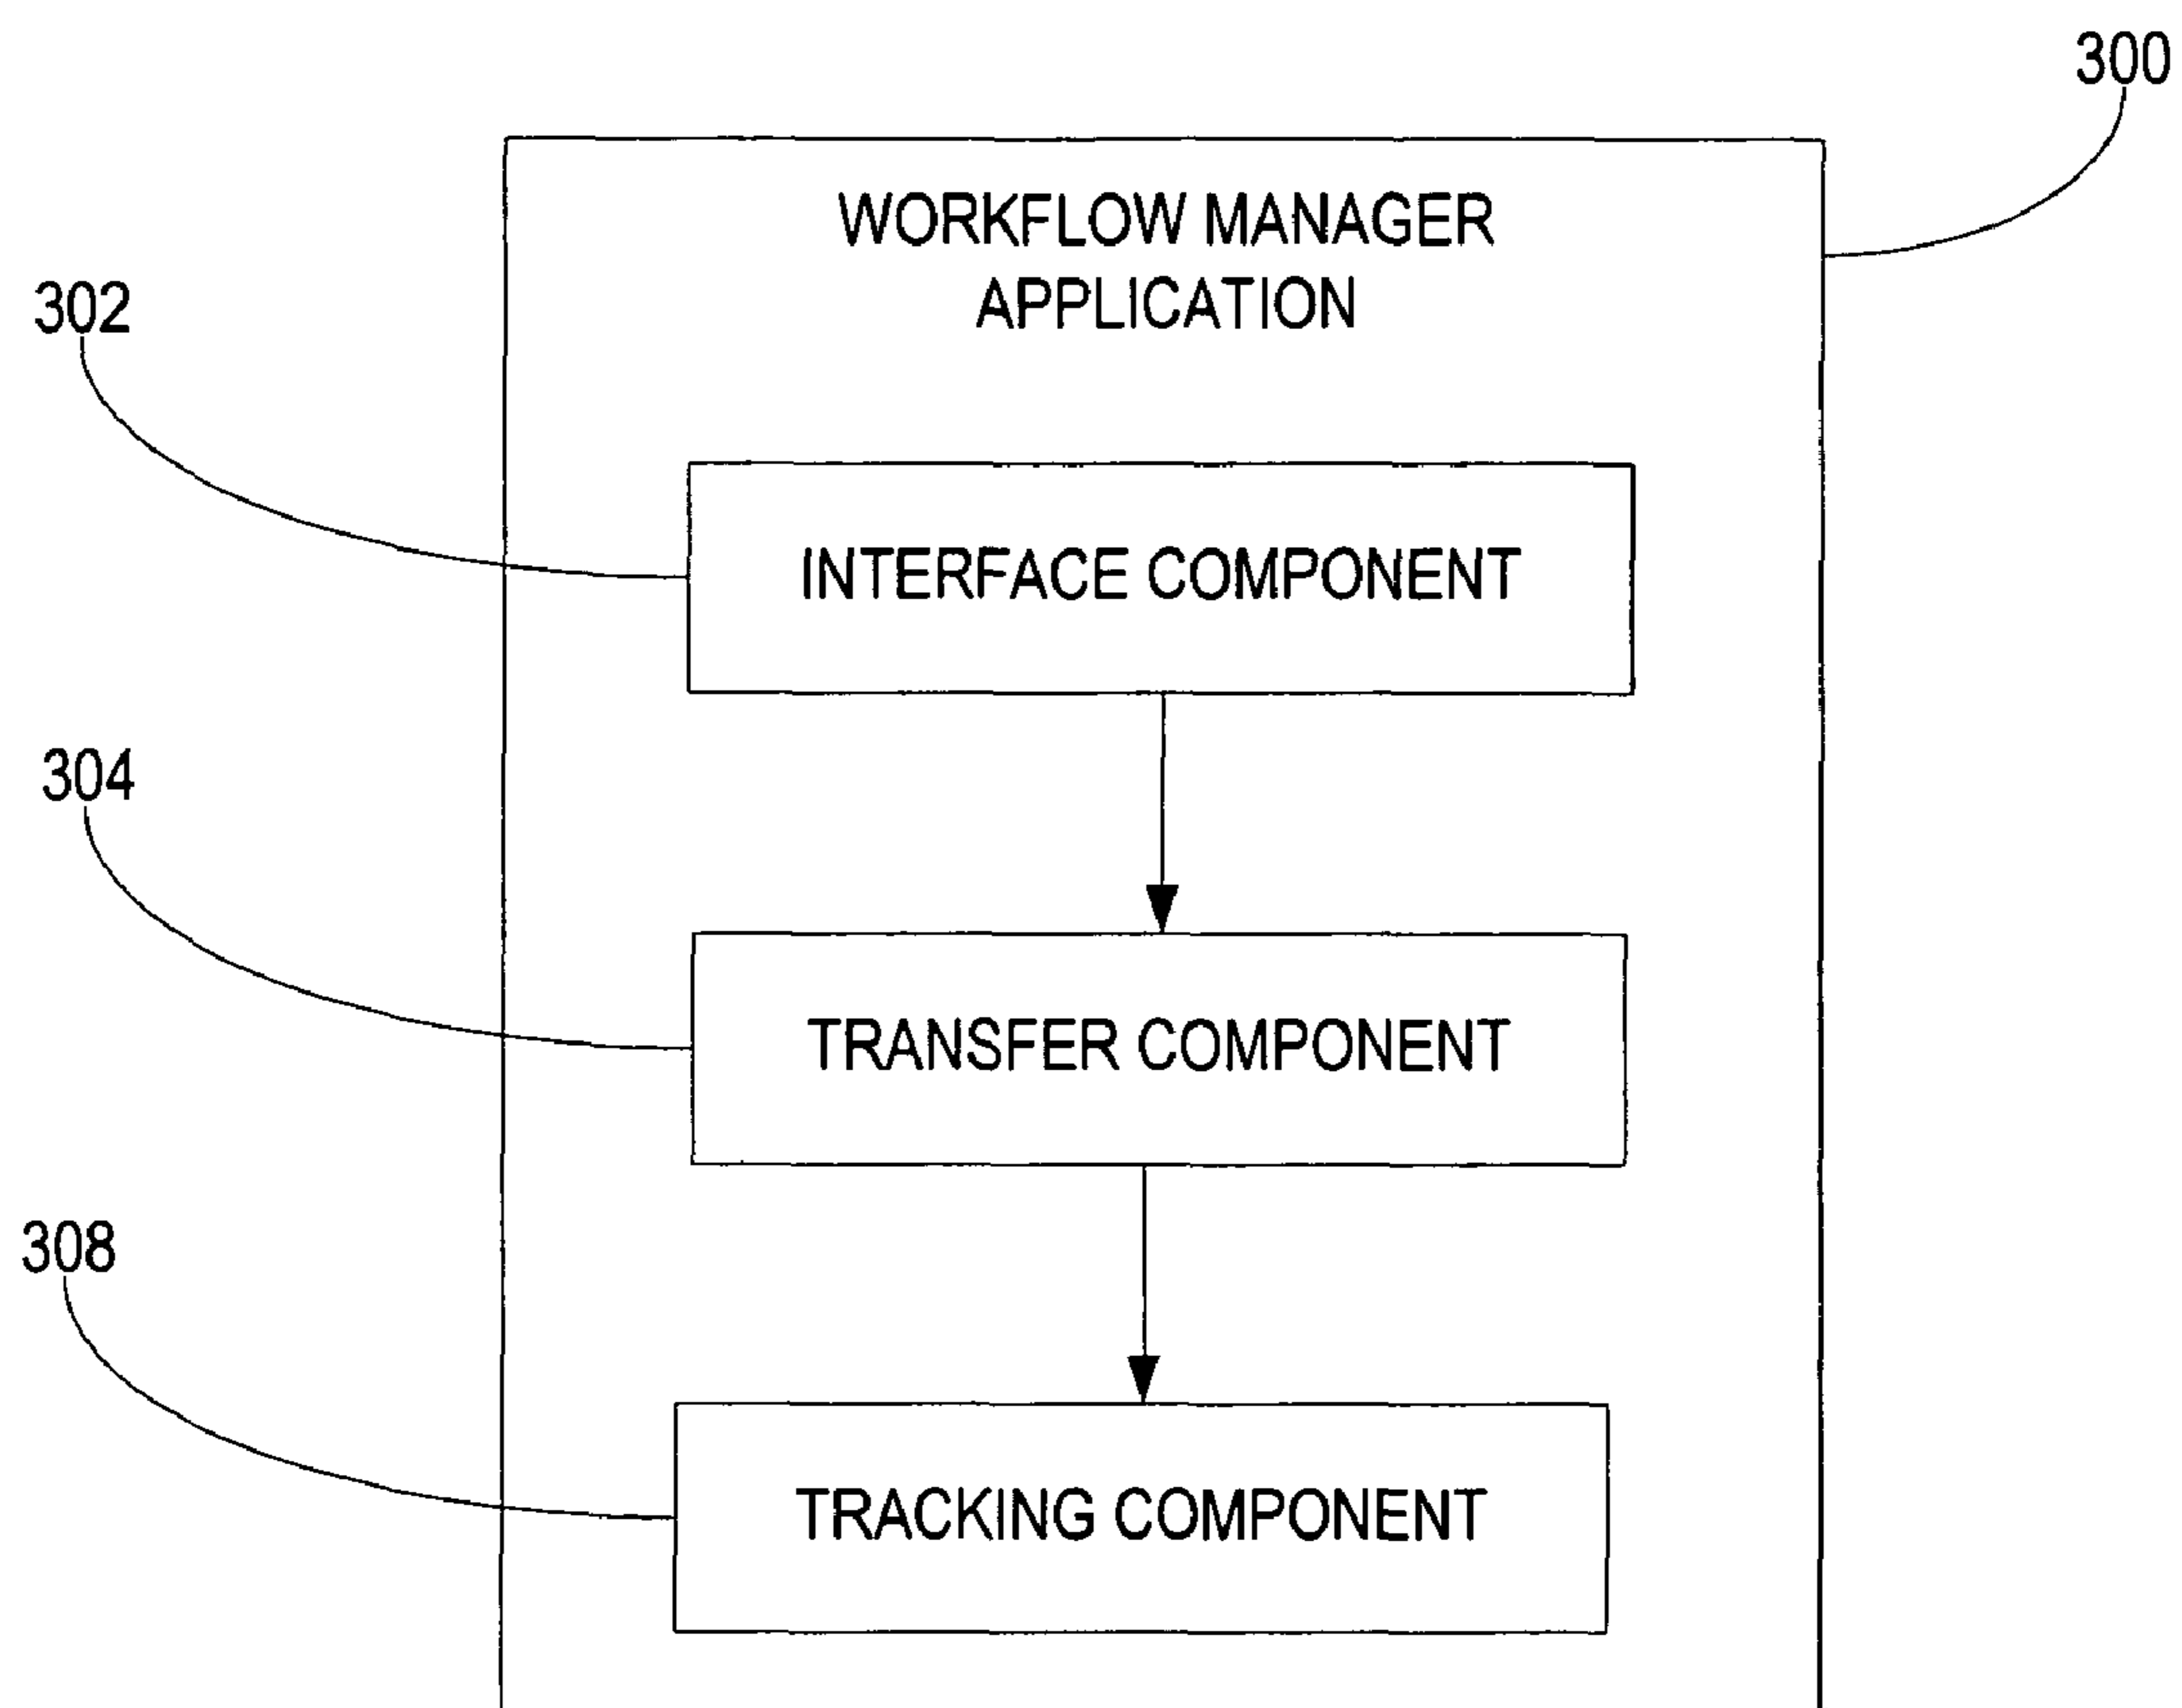 300
WORKFLOW MANAGER
APPLICATION
302
INTERFACE COMPONENT
304
TRANSFER COMPONENT
308
TRACKING COMPONENT